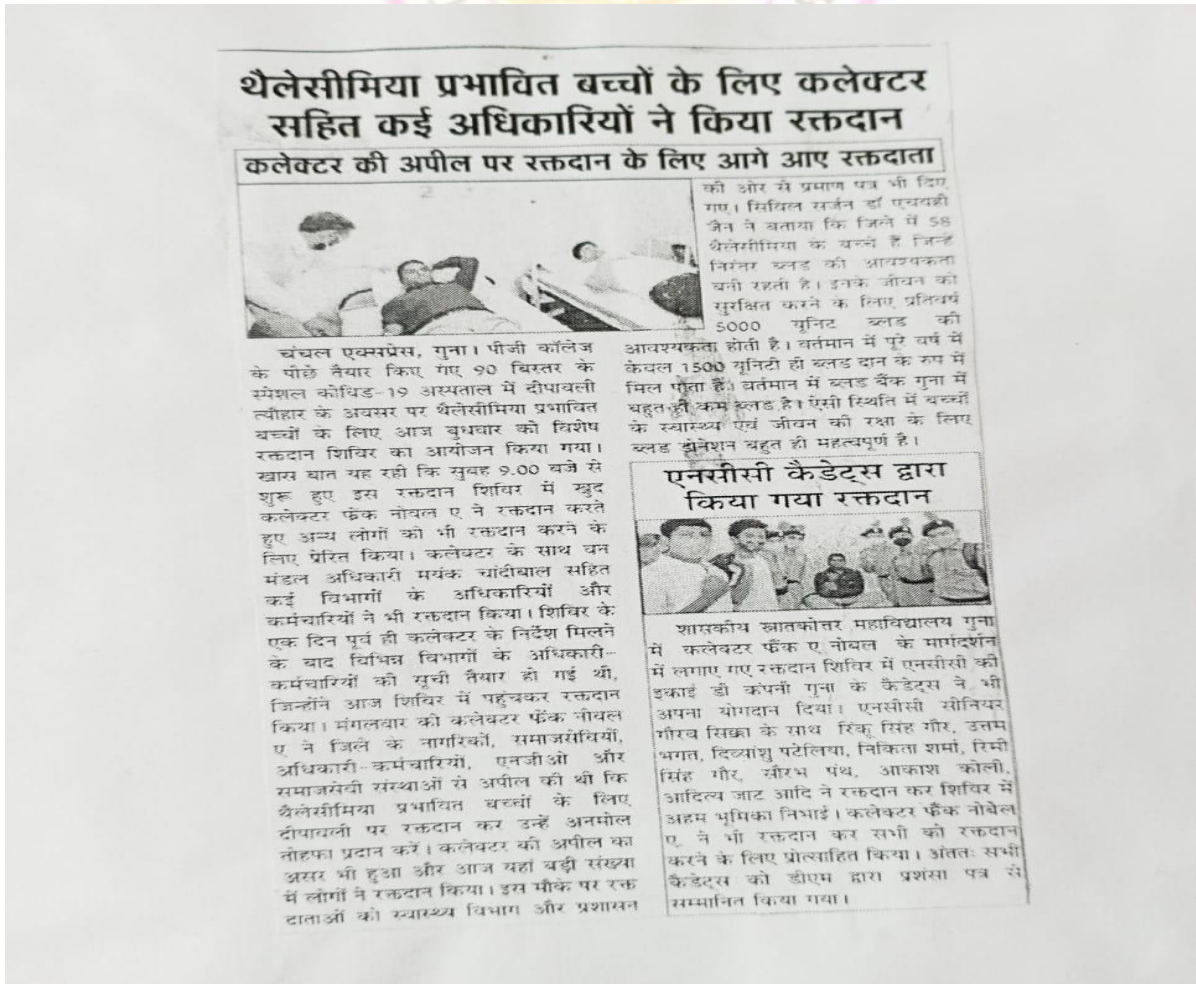 थैलेसीमिया प्रभावित बच्चों के लिए कलेक्टर
सहित कई अधिकारियों ने किया रक्तदान
कलेक्टर की अपील पर रक्तदान के लिए आगे आए रक्तदाता
चंचल एक्सप्रेस, गुना। पीजी कॉलेज
के पीछे तैयार किए गए 90 बिस्तर के
स्पेशल कोविड-19 अस्पताल में दीपावली
त्यौहार के अवसर पर थैलेसीमिया प्रभावित
बच्चों के लिए आज बुधवार को विशेष
रक्तदान शिविर का आयोजन किया गया।
खास बात यह रही कि सुबह 9.00 बजे से
शुरू हुए इस रक्तदान शिविर में खुद
कलेक्टर फेंक नोवल ए ने रक्तदान करते
हुए अन्य लोगों को भी रक्तदान करने के
लिए प्रेरित किया। कलेक्टर के साथ वन
मंडल अधिकारी मयंक चांदीबाल सहित
कई विभागों के अधिकारियों और
कर्मचारियों ने भी रक्तदान किया। शिविर के
एक दिन पूर्व ही कलेक्टर के निर्देश मिलने
के बाद विभिन्न विभागों के अधिकारी-
कर्मचारियों की सूची तैयार हो गई थी,
जिन्होंने आज शिविर में पहुंचकर रक्तदान
किया। मंगलवार को कलेक्टर फेंक नोवल
ए ने जिले के नागरिकों, समाजसेवियों,
अधिकारी-कर्मचारियों, एनजीओ और
समाजसेवी संस्थाओं से अपील की थी कि
थैलेसीमिया प्रभावित बच्चों के लिए
दीपावली पर रक्तदान कर उन्हें अनमोल
तोहफा प्रदान करें। कलेक्टर की अपील का
असर भी हुआ और आज यहां बड़ी संख्या
में लोगों ने रक्तदान किया। इस मौके पर रक्त
दाताओं को स्वास्थ्य विभाग और प्रशासन
की ओर से प्रमाण पत्र भी दिए
गए। सिविल सर्जन डॉ एचव्ही
जैन ने बताया कि जिले में 58
थैलेसीमिया के बच्चे हैं जिन्हें
निरंतर ब्लड की आवश्यकता
बनी रहती है। इनके जीवन को
सुरक्षित करने के लिए प्रतिवर्ष
5000 यूनिट ब्लड की
आवश्यकता होती है। वर्तमान में पूरे वर्ष में
केवल 1500 यूनिटी ही ब्लड दान के रुप में
मिल पाता है। वर्तमान में ब्लड बैंक गुना में
बहुत ही कम ब्लड है। ऐसी स्थिति में बच्चों
के स्वास्थ्य एवं जीवन की रक्षा के लिए
ब्लड डोनेशन बहुत ही महत्वपूर्ण है।
एनसीसी कैडेट्स द्वारा
किया गया रक्तदान
शासकीय स्नातकोत्तर महाविद्यालय गुना
में कलेक्टर फैंक ए नोबल के मार्गदर्शन
में लगाए गए रक्तदान शिविर में एनसीसी की
इकाई डी कंपनी गुना के कैडेट्स ने भी
अपना योगदान दिया। एनसीसी सीनियर
गौरव सिक्का के साथ रिंकू सिंह गौर, उत्तम
भगत, दिव्यांशु पटेलिया, निकिता शर्मा, रिमी
सिंह गौर, सौरभ पंथ, आकाश कोली,
आदित्य जाट आदि ने रक्तदान कर शिविर में
अहम भूमिका निभाई। कलेक्टर फैंक नोबेल
ए. ने भी रक्तदान कर सभी को रक्तदान
करने के लिए प्रोत्साहित किया। अंततः सभी
कैडेट्स को डीएम द्वारा प्रशंसा पत्र से
सम्मानित किया गया।